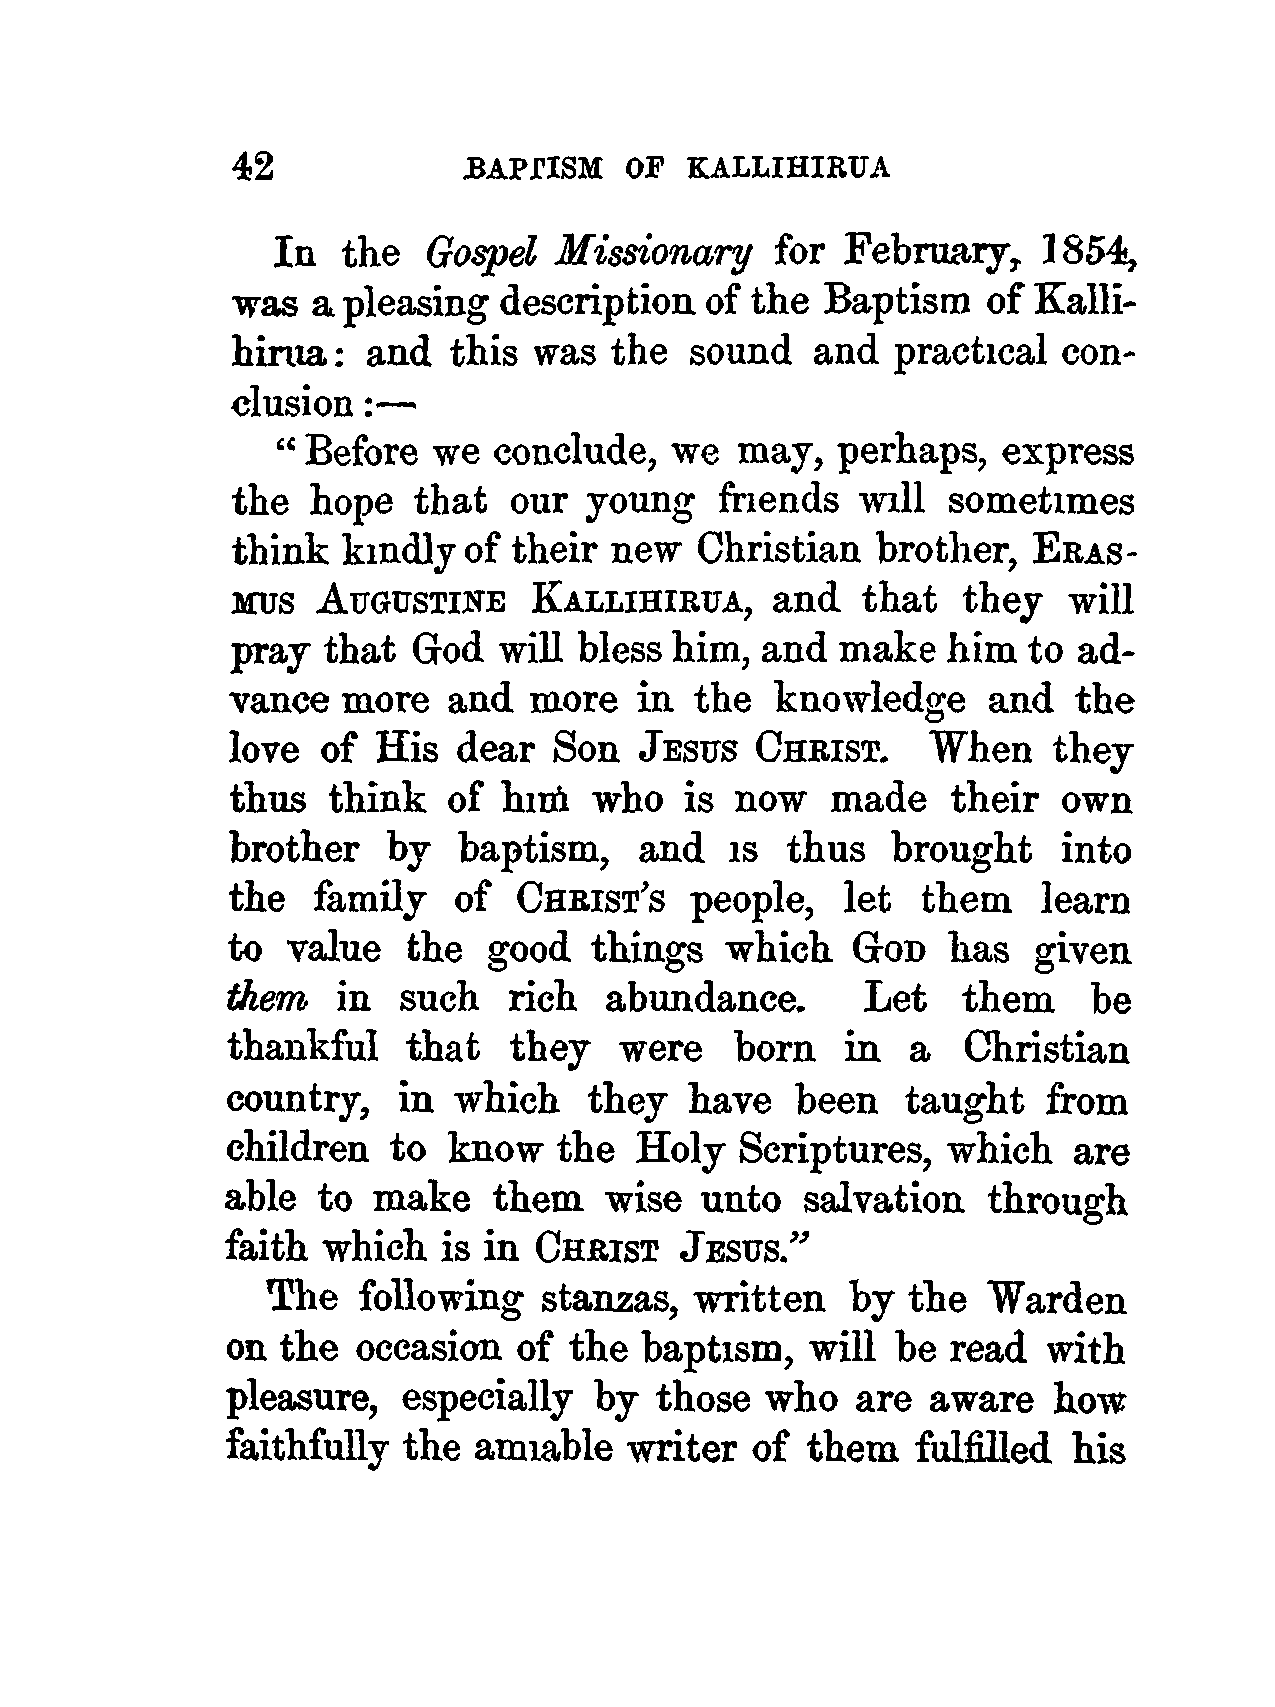 42 BAPTISM OF KALLIHIRUA
In the Gospel Missionary for February, 1854,
was a pleasing description of the Baptism of Kalli-
hirua: and this was the sound and practical con-
clusion :—
“Before we conclude, we may, perhaps, express
the hope that our young friends will sometimes
think kindly of their new Christian brother, ERAS-
MUS AUGUSTINE KALLIHIRUA, and that they will
pray that God will bless him, and make him to ad-
vance more and more in the knowledge and the
love of His dear Son JESUS CHRIST. When they
thus think of him who is now made their own
brother by baptism, and is thus brought into
the family of CHRIST’S people, let them learn
to value the good things which GOD has given
them in such rich abundance. Let them be
thankful that they were born in a Christian
country, in which they have been taught from
children to know the Holy Scriptures, which are
able to make them wise unto salvation through
faith which is in CHRIST JESUS.”
The following stanzas, written by the Warden
on the occasion of the baptism, will be read with
pleasure, especially by those who are aware how
faithfully the amiable writer of them fulfilled his